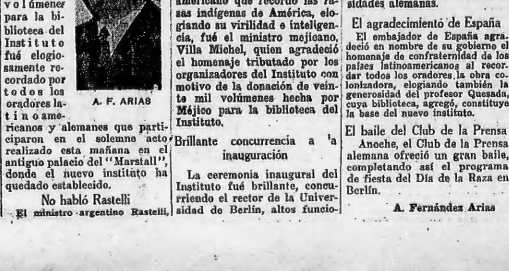 volúmenes
para la bi-
blioteca del
Instituto
fué elogio-
samente re-
cordado por
todos los
oradores la-
tinoame-
A. F. ARIAS
ricanos y alemanes que parti-
ciparon en el solemne acto
realizado esta mañana en el
antiguo palacio del "Marstall",
donde el nuevo instituto ha
quedado establecido.
No habló Rastelli
El ministro argentino Rastelli,
americano que recordó las ra-
zas indígenas de América, elo-
giando su virilidad e inteligen-
cia, fué el ministro mejicano,
Villa Michel, quien agradeció
el homenaje tributado por los
organizadores del Instituto con
motivo de la donación de vein-
te mil volúmenes hecha por
Méjico para la biblioteca del
Instituto.
Brillante concurrencia a la
inauguración
La ceremonia inaugural del
Instituto fué brillante, concu-
rriendo el rector de la Univer-
sidad de Berlín, altos funcio-
sidades alemanas.
El agradecimiento de España
El embajador de España agra-
deció en nombre de su gobierno el
homenaje de confraternidad de los
países latinoamericanos al recor-
dar todos los oradores la obra co-
lonizadora, elogiando también la
generosidad del profesor Quesada,
cuya biblioteca, agregó, constituye
la base del nuevo instituto.
El baile del Club de la Prensa
Anoche, el Club de la Prensa
alemana ofreció un gran baile,
completando así el programa
de fiesta del Día de la Raza en
Berlín.
A. Fernández Arias